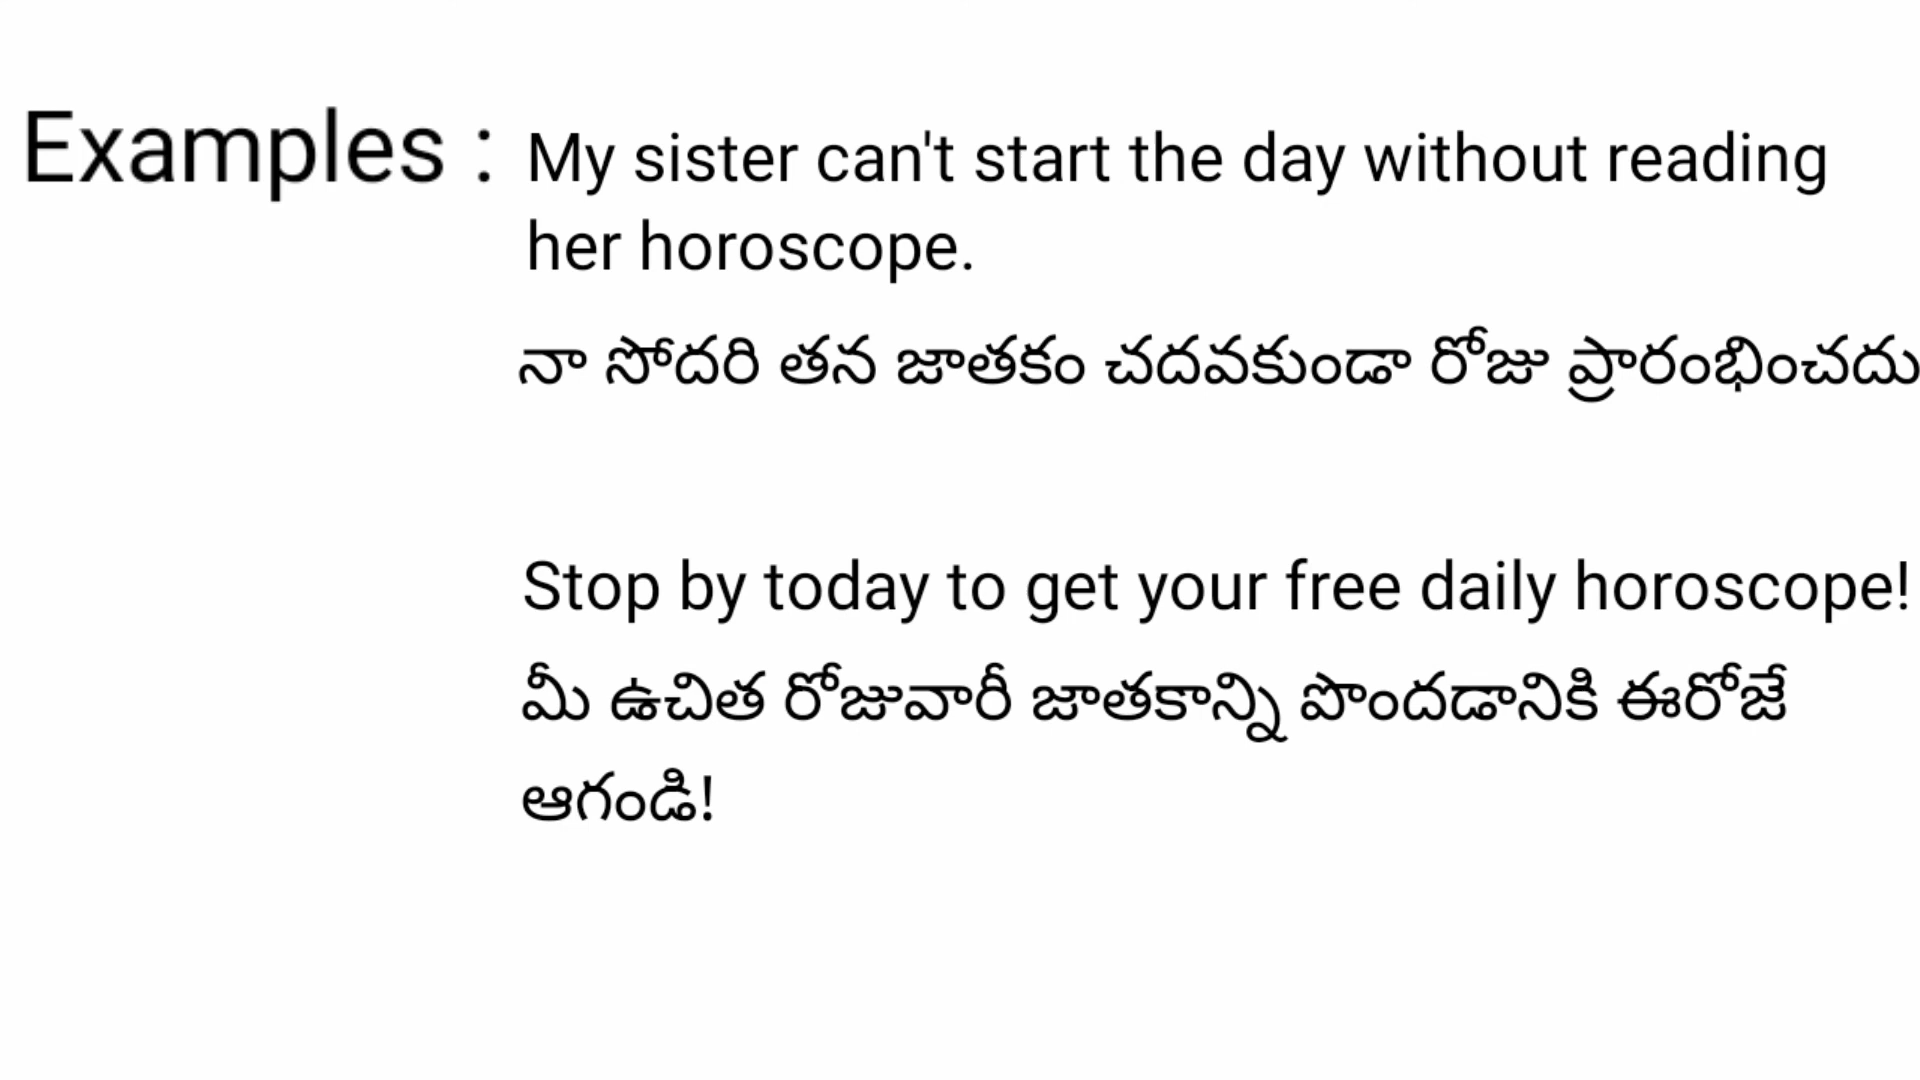 Examples : My sister can't start the day without reading
her horoscope.
నా సోదరి తన జాతకం చదవకుండా రోజు ప్రారంభించదు
Stop by today to get your free daily horoscope!
మీ ఉచిత రోజువారీ జాతకాన్ని పొందడానికి ఈరోజే
ఆగండి!